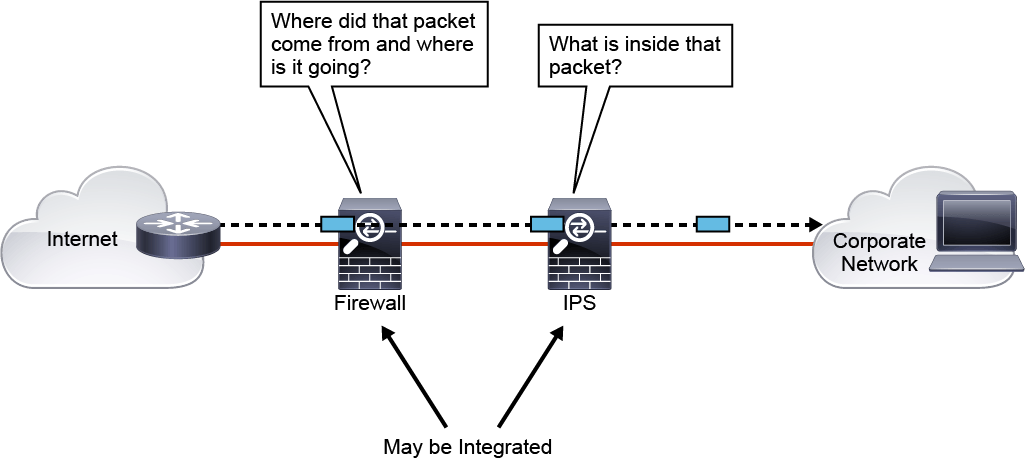 Where did that packet
come from and where
is it going?
What is inside that
packet?
Internet
Corporate
Network
Firewall
IPS
May be Integrated